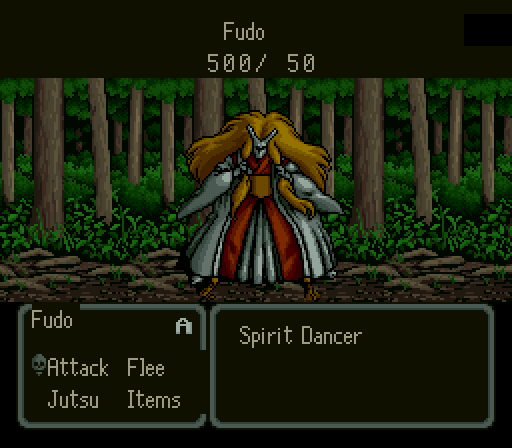 Fudo
500/ 50
Fudo
Attack Flee
Jutsu Items
Spirit Dancer